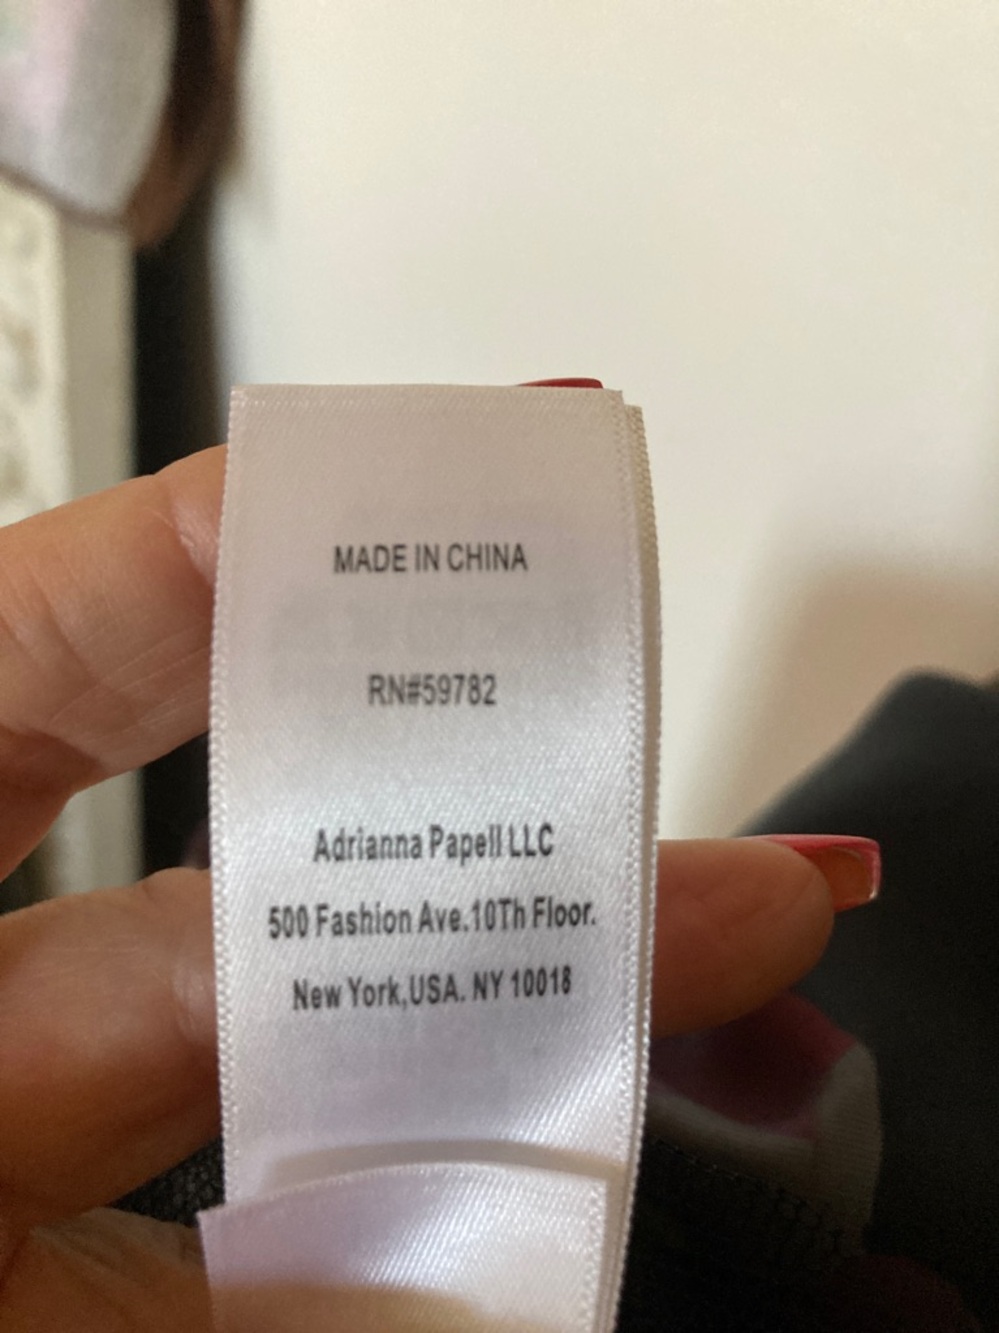 MADE IN CHINA
RN#59782
Adrianna Papell LLC
500 Fashion Ave.10Th Floor.
New York,USA. NY 10018